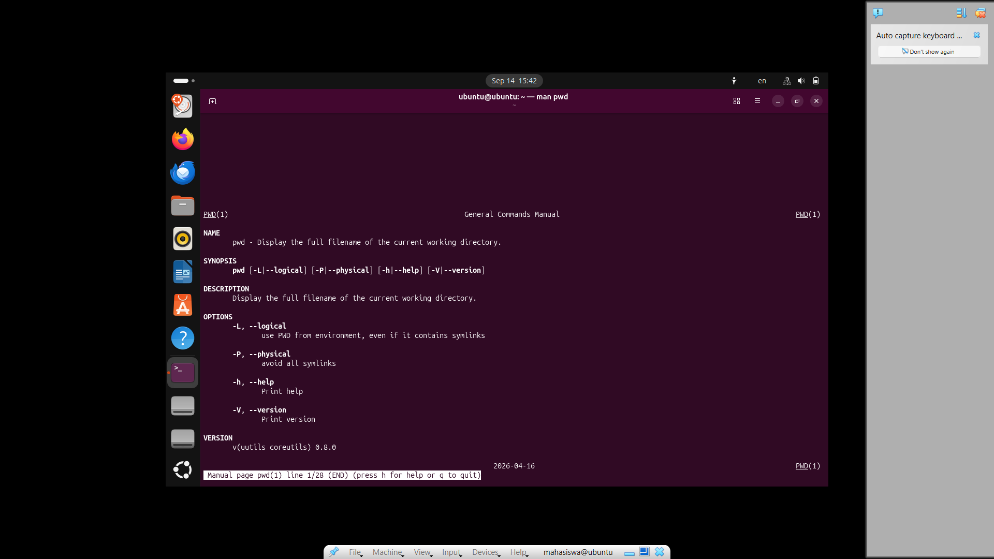 Auto capture keyboard ...
Don't show again
Sep 14 15:42
en
ubuntu@ubuntu: ~ — man pwd
PWD(1) General Commands Manual PWD(1)
NAME
pwd - Display the full filename of the current working directory.
SYNOPSIS
pwd [-L|--logical] [-P|--physical] [-h|--help] [-V|--version]
DESCRIPTION
Display the full filename of the current working directory.
OPTIONS
-L, --logical
use PWD from environment, even if it contains symlinks
-P, --physical
avoid all symlinks
-h, --help
Print help
-V, --version
Print version
VERSION
v(uutils coreutils) 0.8.0
2026-04-16 PWD(1)
Manual page pwd(1) line 1/28 (END) (press h for help or q to quit)
File Machine View Input Devices Help mahasiswa@ubuntu